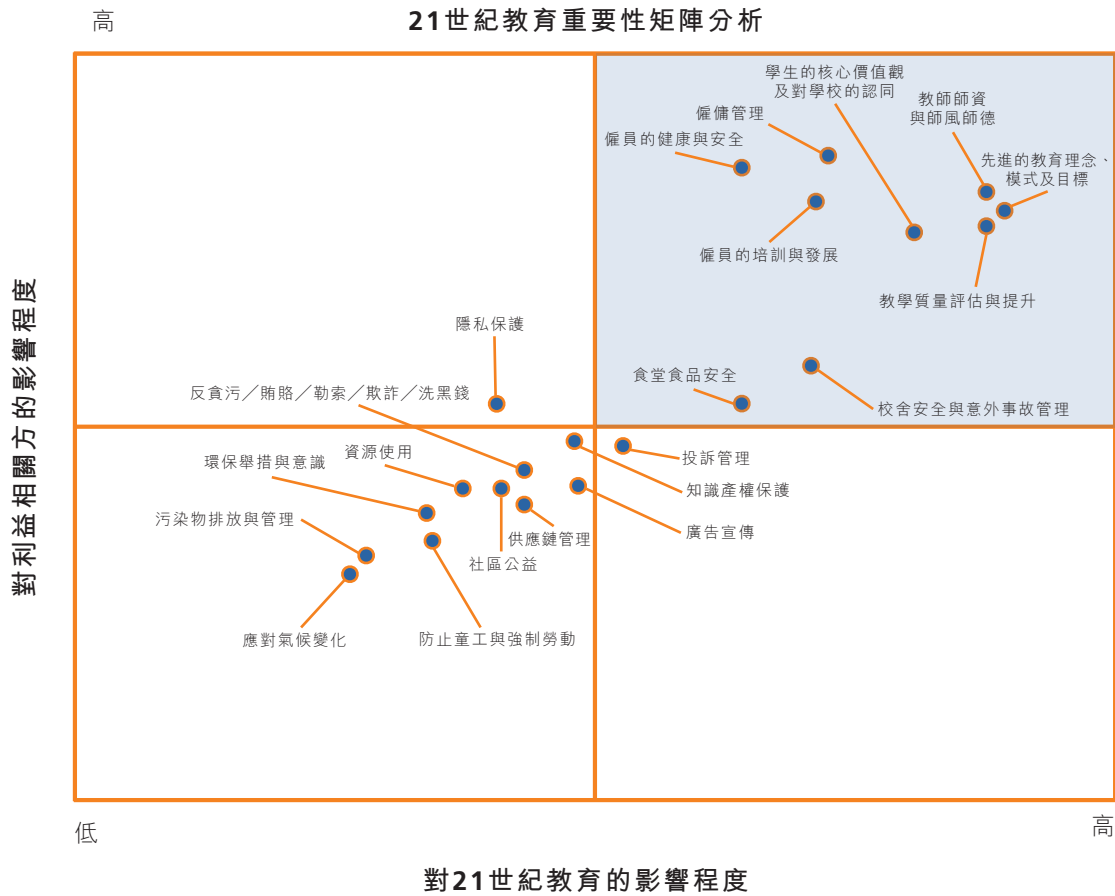 高
21世紀教育重要性矩陣分析
學生的核心價值觀
及對學校的認同
教師師資
與師風師德
僱傭管理
僱員的健康與安全
先進的教育理念、
模式及目標
僱員的培訓與發展
教學質量評估與提升
對利益相關方的影響程度
隱私保護
食堂食品安全
反貪污／賄賂／勒索／欺詐／洗黑錢
校舍安全與意外事故管理
資源使用
投訴管理
環保舉措與意識
知識產權保護
污染物排放與管理
廣告宣傳
供應鏈管理
社區公益
應對氣候變化
防止童工與強制勞動
低
高
對21世紀教育的影響程度